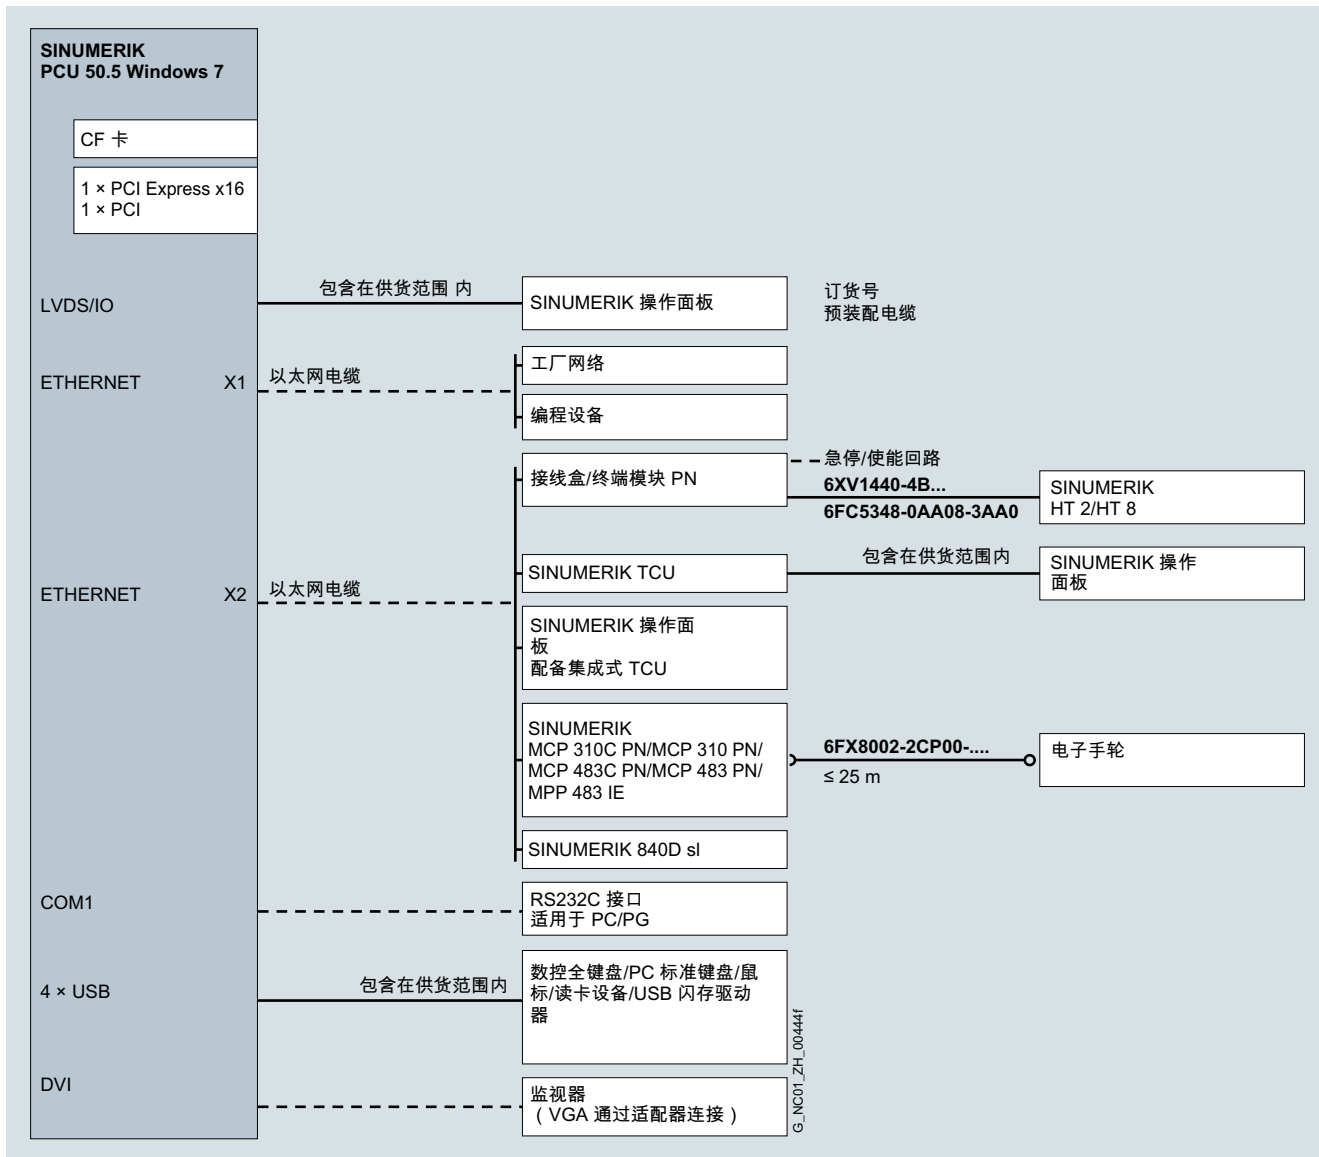 SINUMERIK
PCU 50.5 Windows 7
CF 卡
1 × PCI Express x16
1 × PCI
LVDS/IO
包含在供货范围 内
SINUMERIK 操作面板
订货号
预装配电缆
ETHERNET X1
以太网电缆
工厂网络
编程设备
接线盒/终端模块 PN
急停/使能回路
6XV1440-4B...
6FC5348-0AA08-3AA0
SINUMERIK
HT 2/HT 8
ETHERNET X2
以太网电缆
SINUMERIK TCU
包含在供货范围内
SINUMERIK 操作
面板
SINUMERIK 操作面
板
配备集成式 TCU
SINUMERIK
MCP 310C PN/MCP 310 PN/
MCP 483C PN/MCP 483 PN/
MPP 483 IE
6FX8002-2CP00-....
≤ 25 m
电子手轮
SINUMERIK 840D sl
COM1
RS232C 接口
适用于 PC/PG
4 × USB
包含在供货范围内
数控全键盘/PC 标准键盘/鼠
标/读卡设备/USB 闪存驱动
器
DVI
监视器
（VGA 通过适配器连接）
G_NC01_ZH_00444f